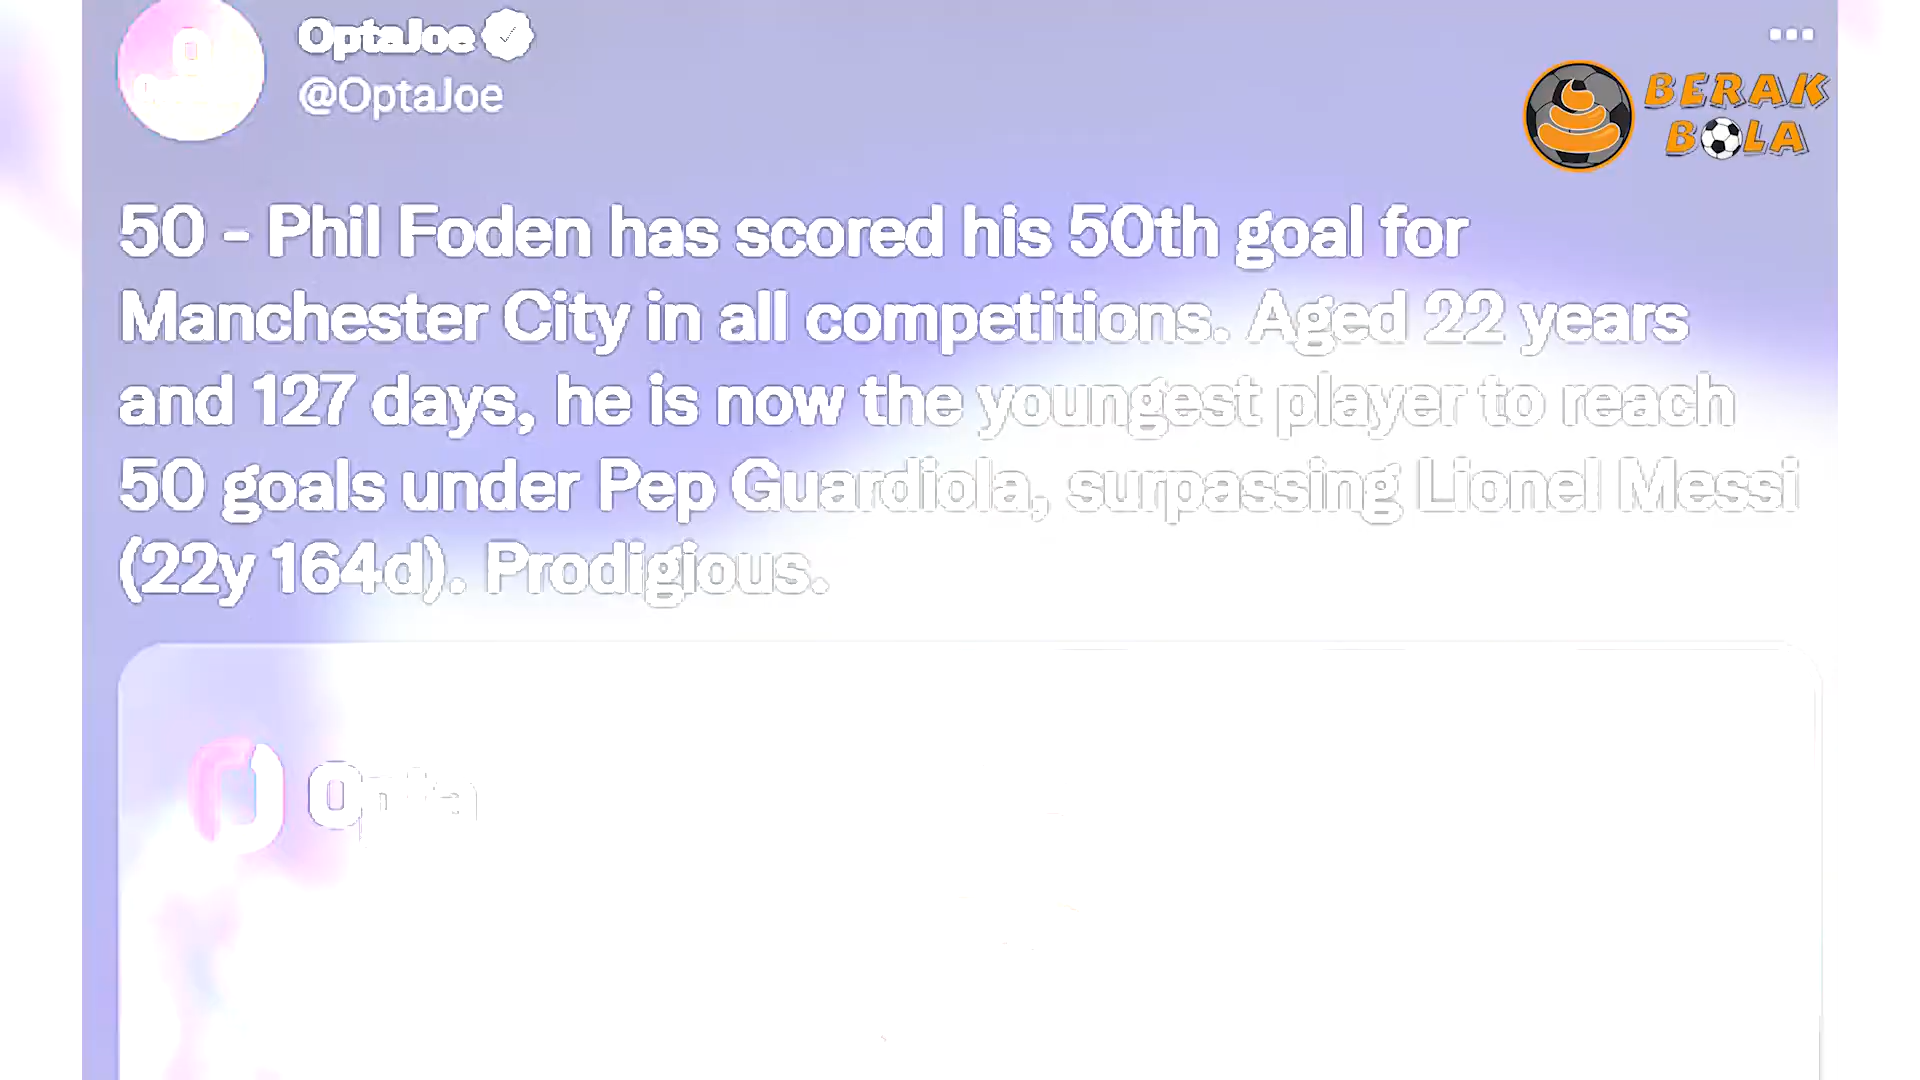 OptaJoe
@OptaJoe
BERAK
BOLA
50 - Phil Foden has scored his 50th goal for
Manchester City in all competitions. Aged 22 years
and 127 days, he is now the youngest player to reach
50 goals under Pep Guardiola, surpassing Lionel Messi
(22y 164d). Prodigious.
Opta